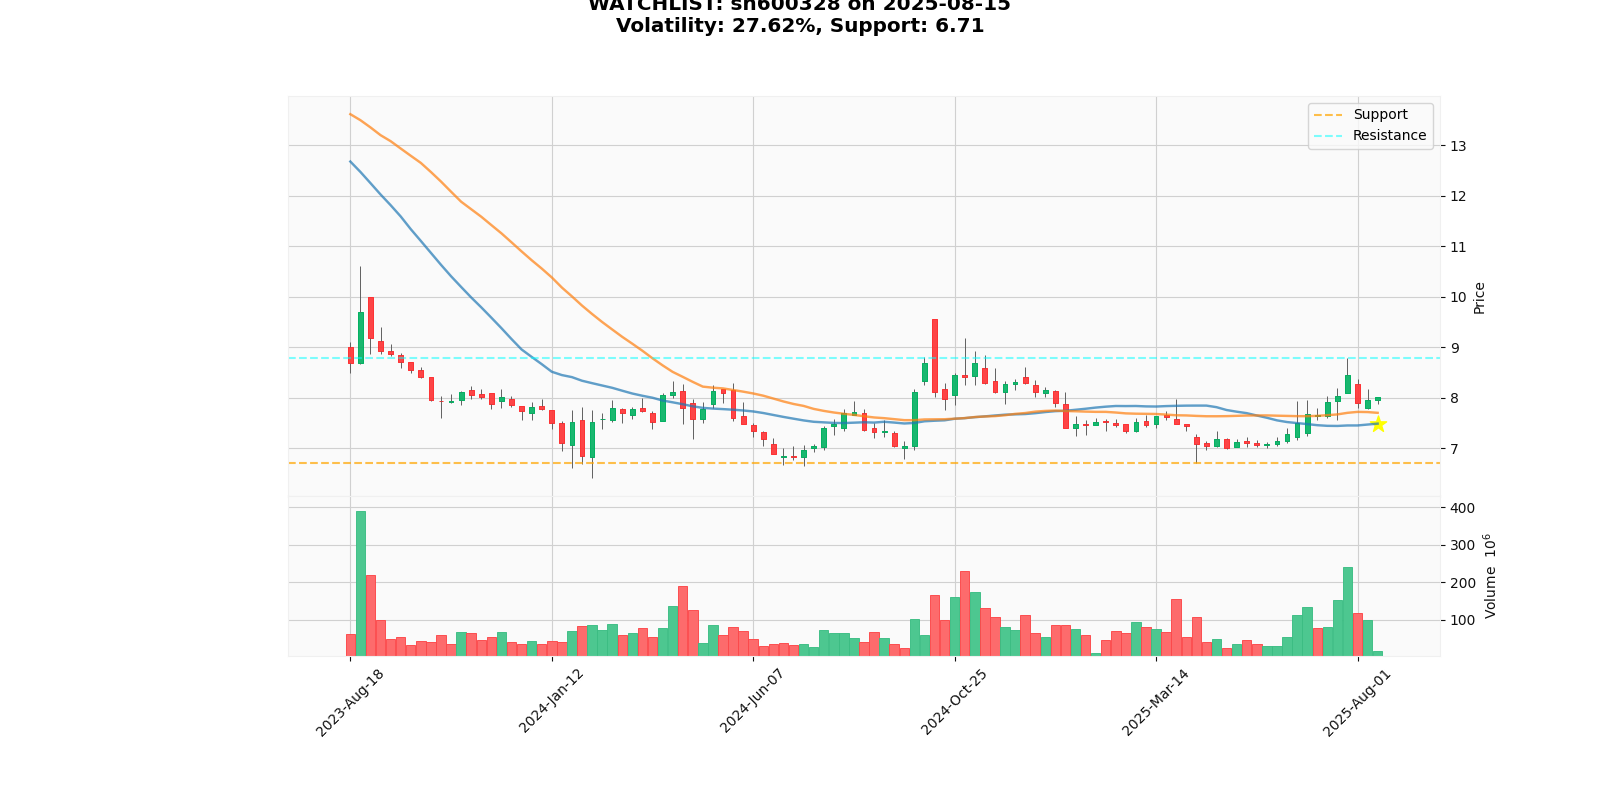 WATCHLIST: sh600328 on 2025-08-15
Volatility: 27.62%, Support: 6.71
Support
Resistance
13
12
11
10
9
8
7
Price
400
300
200
100
Volume 10⁶
2023-Aug-18
2024-Jan-12
2024-Jun-07
2024-Oct-25
2025-Mar-14
2025-Aug-01